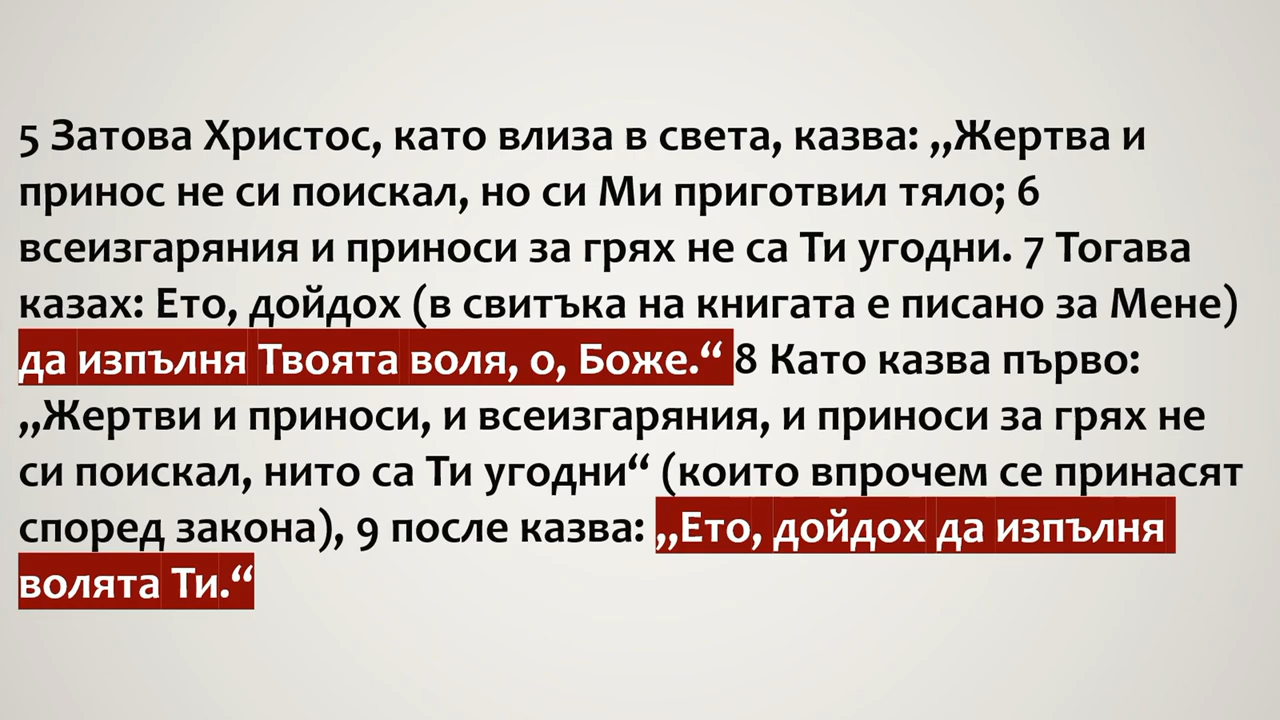 5 Затова Христос, като влиза в света, казва: „Жертва и
принос не си поискал, но си Ми приготвил тяло; 6
всеизгаряния и приноси за грях не са Ти угодни. 7 Тогава
казах: Ето, дойдох (в свитъка на книгата е писано за Мене)
да изпълня Твоята воля, о, Боже.“ 8 Като казва първо:
„Жертви и приноси, и всеизгаряния, и приноси за грях не
си поискал, нито са Ти угодни“ (които впрочем се принасят
според закона), 9 после казва: „Ето, дойдох да изпълня
волята Ти.“